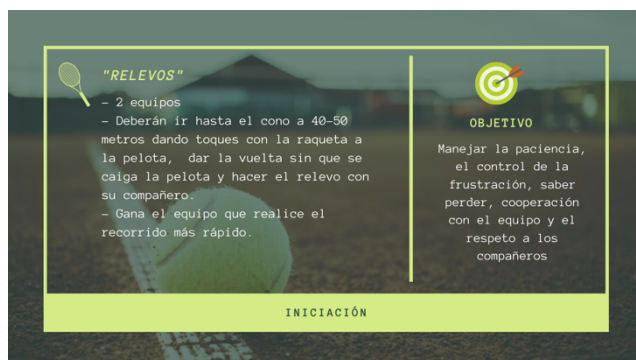 "RELEVOS"
- 2 equipos
- Deberán ir hasta el cono a 40-50
metros dando toques con la raqueta a
la pelota, dar la vuelta sin que se
caiga la pelota y hacer el relevo con
su compañero.
- Gana el equipo que realice el
recorrido más rápido.
OBJETIVO
Manejar la paciencia,
el control de la
frustración, saber
perder, cooperación
con el equipo y el
respeto a los
compañeros
INICIACIÓN